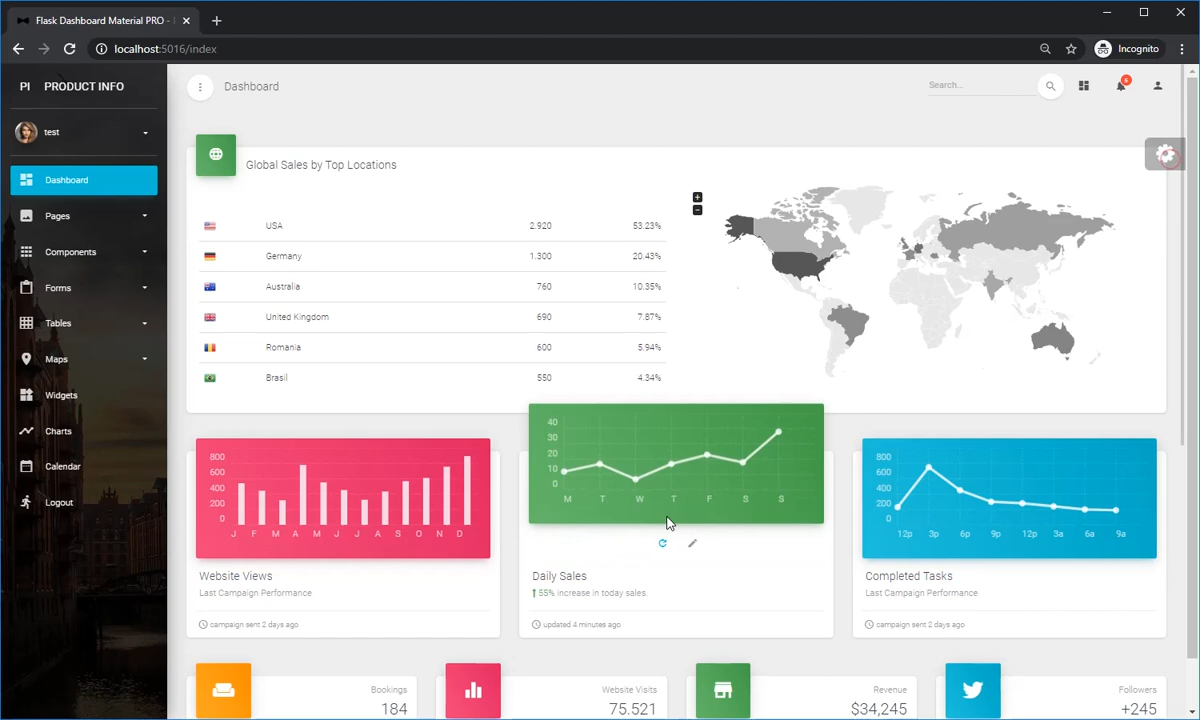 Flask Dashboard Material PRO -
localhost:5016/index
Incognito
PI PRODUCT INFO
test
Dashboard
Pages
Components
Forms
Tables
Maps
Widgets
Charts
Calendar
Logout
Dashboard
Search...
5
Global Sales by Top Locations
USA 2.920 53.23%
Germany 1.300 20.43%
Australia 760 10.35%
United Kingdom 690 7.87%
Romania 600 5.94%
Brasil 550 4.34%
+
-
800
600
400
200
0
J F M A M J J A S O N D
Website Views
Last Campaign Performance
campaign sent 2 days ago
40
30
20
10
0
M T W T F S S
Daily Sales
55% increase in today sales.
updated 4 minutes ago
800
600
400
200
0
12p 3p 6p 9p 12p 3a 6a 9a
Completed Tasks
Last Campaign Performance
campaign sent 2 days ago
Bookings
184
Website Visits
75.521
Revenue
$34,245
Followers
+245